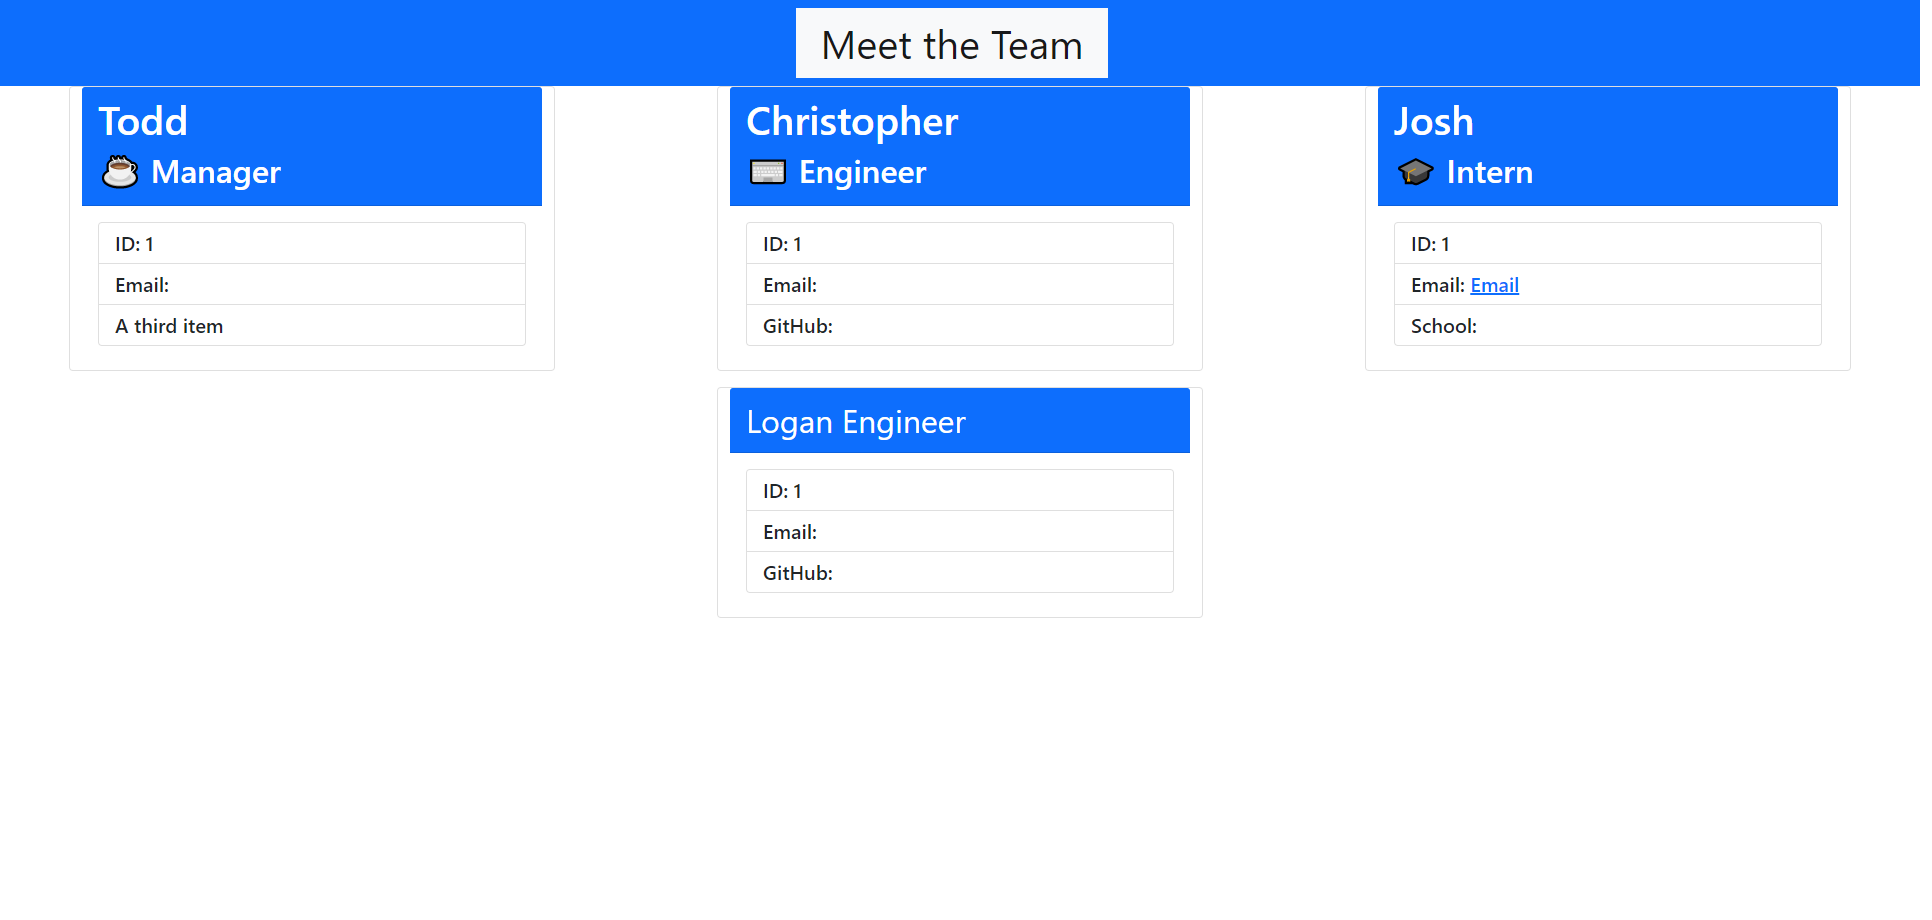 Meet the Team
Todd
Manager
ID: 1
Email:
A third item
Christopher
Engineer
ID: 1
Email:
GitHub:
Josh
Intern
ID: 1
Email: Email
School:
Logan Engineer
ID: 1
Email:
GitHub: